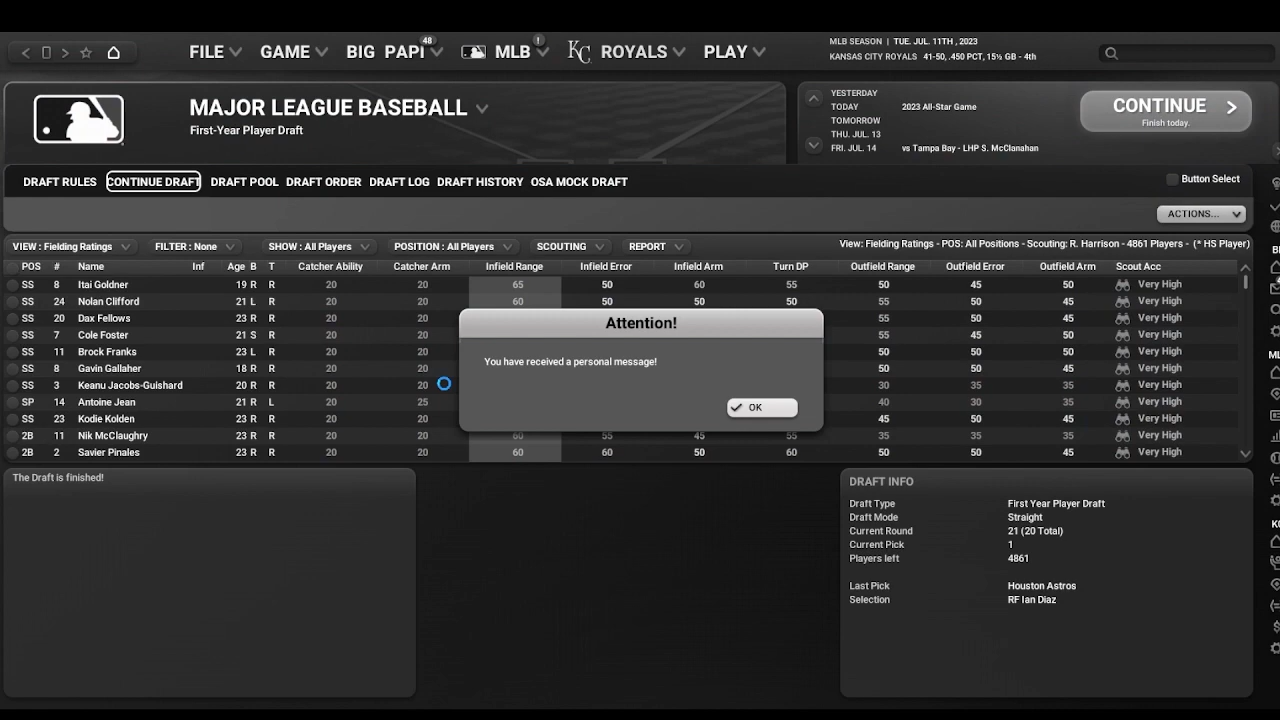 FILE GAME BIG PAPI 48 MLB ! KC ROYALS PLAY
MLB SEASON | TUE. JUL. 11TH , 2023
KANSAS CITY ROYALS 41-50, .450 PCT, 15½ GB - 4th
MAJOR LEAGUE BASEBALL
First-Year Player Draft
YESTERDAY
TODAY 2023 All-Star Game
TOMORROW
THU. JUL. 13
FRI. JUL. 14 vs Tampa Bay - LHP S. McClanahan
CONTINUE
Finish today.
DRAFT RULES CONTINUE DRAFT DRAFT POOL DRAFT ORDER DRAFT LOG DRAFT HISTORY OSA MOCK DRAFT
Button Select
ACTIONS...
VIEW : Fielding Ratings FILTER : None SHOW : All Players POSITION : All Players SCOUTING REPORT
View: Fielding Ratings - POS: All Positions - Scouting: R. Harrison - 4861 Players - (* HS Player)
POS # Name Inf Age B T Catcher Ability Catcher Arm Infield Range Infield Error Infield Arm Turn DP Outfield Range Outfield Error Outfield Arm Scout Acc
SS 8 Itai Goldner 19 R R 20 20 65 50 60 55 50 45 50 Very High
SS 24 Nolan Clifford 21 L R 20 20 60 50 50 50 50 50 45 Very High
SS 20 Dax Fellows 23 R R 20 20 55 50 45 Very High
SS 7 Cole Foster 21 S R 20 20 55 45 50 Very High
SS 11 Brock Franks 23 L R 20 20 50 50 50 Very High
SS 8 Gavin Gallaher 18 R R 20 20 50 50 50 Very High
SS 3 Keanu Jacobs-Guishard 20 R R 20 20 30 35 35 Very High
SP 14 Antoine Jean 21 R L 20 25 40 30 35 Very High
SS 23 Kodie Kolden 23 R R 20 20 45 50 45 Very High
2B 11 Nik McClaughry 23 R R 20 20 60 55 45 55 35 35 35 Very High
2B 2 Savier Pinales 23 R R 20 20 60 60 50 60 50 50 45 Very High
Attention!
You have received a personal message!
OK
The Draft is finished!
DRAFT INFO
Draft Type First Year Player Draft
Draft Mode Straight
Current Round 21 (20 Total)
Current Pick 1
Players left 4861
Last Pick Houston Astros
Selection RF Ian Diaz